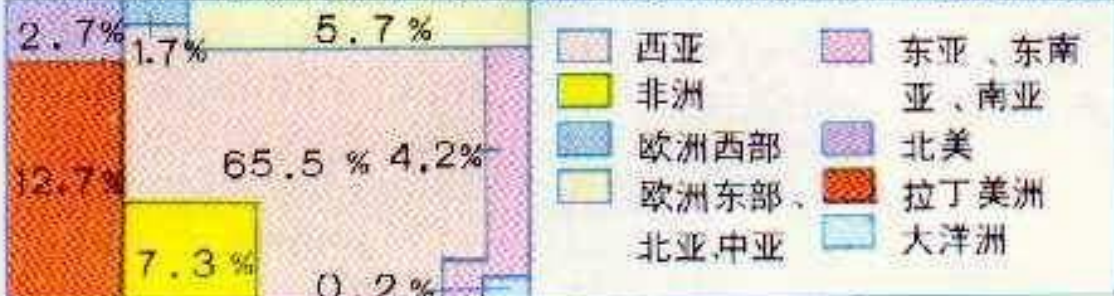 2.7%
5.7%
1.7%
65.5 % 4.2%
12.7%
7.3 %
0.2%
西亚
非洲
欧洲西部
欧洲东部、
北亚、中亚
东亚、东南
亚、南亚
北美
拉丁美洲
大洋洲